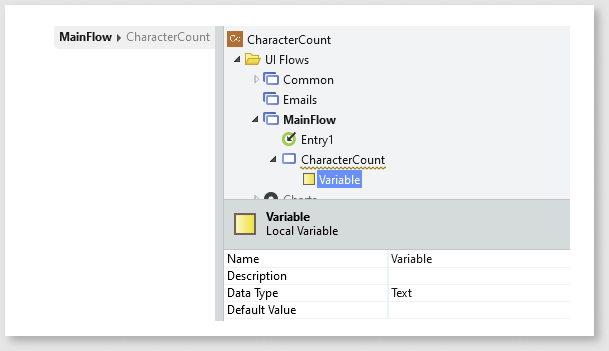 MainFlow CharacterCount
CharacterCount
UI Flows
Common
Emails
MainFlow
Entry1
CharacterCount
Variable
Charts
Variable
Local Variable
Name Variable
Description
Data Type Text
Default Value